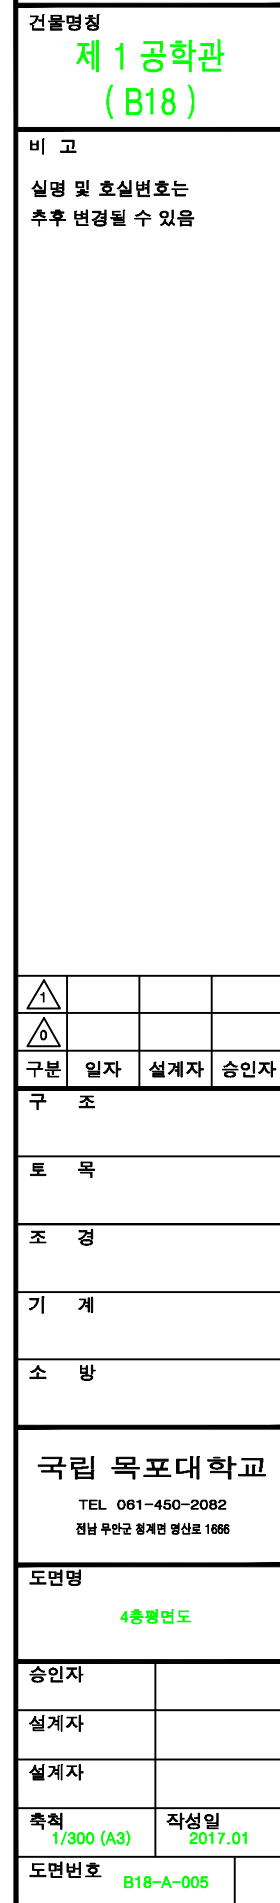 건물명칭
제 1 공학관
( B18 )
비 고
실명 및 호실번호는
추후 변경될 수 있음
1
0
구분 일자 설계자 승인자
구 조
토 목
조 경
기 계
소 방
국립 목포대학교
TEL 061-450-2082
전남 무안군 청계면 영산로 1666
도면명
4층평면도
승인자
설계자
설계자
축척 작성일
1/300 (A3) 2017.01
도면번호 B18-A-005